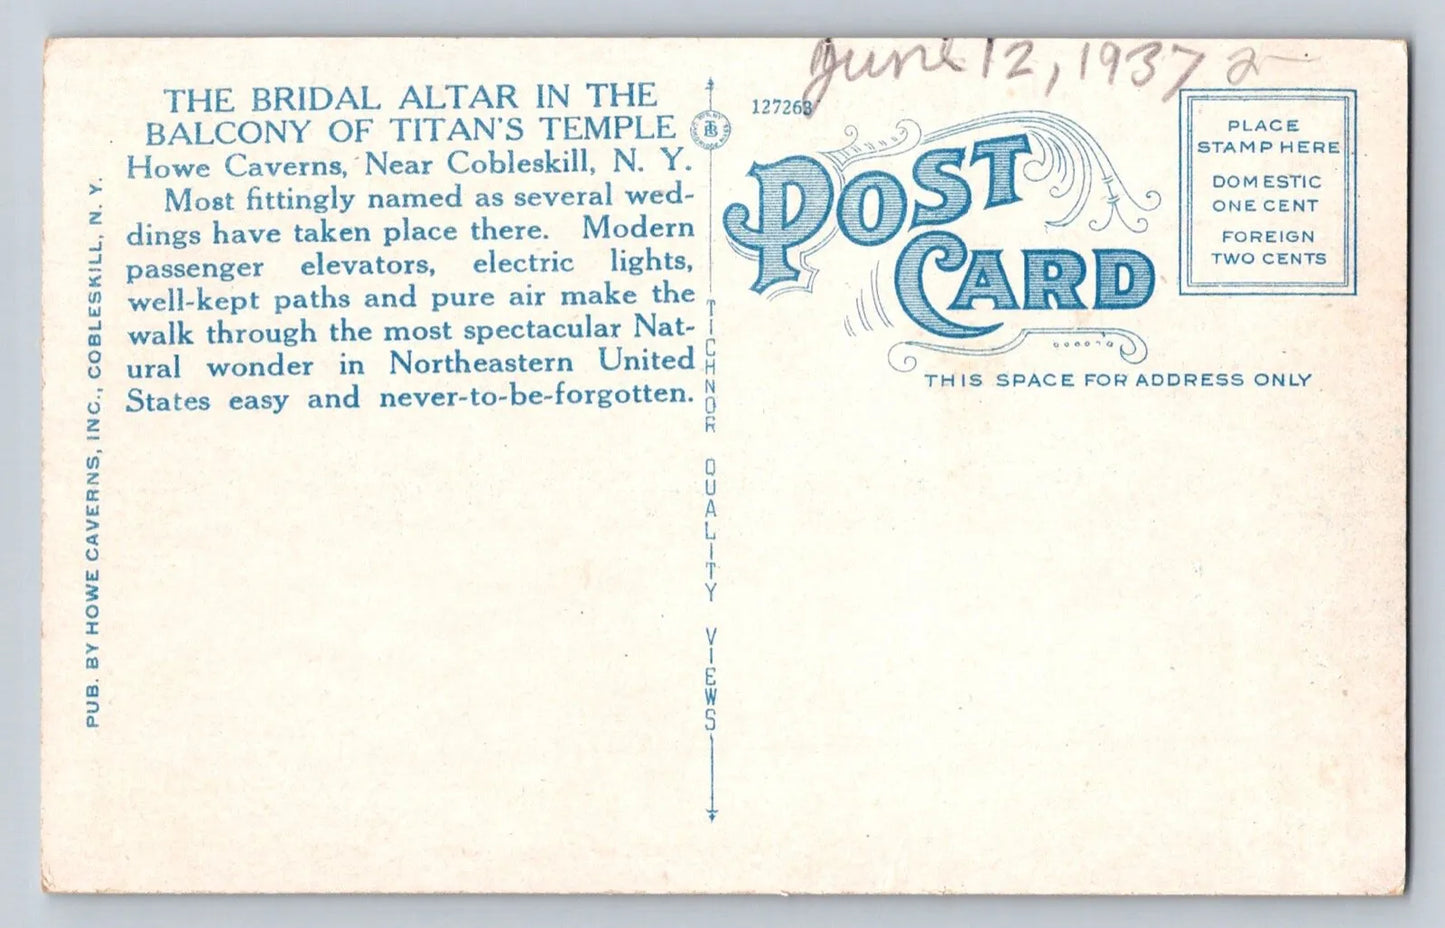 June 12, 1937 2
THE BRIDAL ALTAR IN THE
BALCONY OF TITAN'S TEMPLE
Howe Caverns, Near Cobleskill, N. Y.
Most fittingly named as several wed-
dings have taken place there. Modern
passenger elevators, electric lights,
well-kept paths and pure air make the
walk through the most spectacular Nat-
ural wonder in Northeastern United
States easy and never-to-be-forgotten.
PUB. BY HOWE CAVERNS, INC., COBLESKILL, N. Y.
TICHNOR QUALITY VIEWS
127263
POST
CARD
THIS SPACE FOR ADDRESS ONLY
PLACE
STAMP HERE
DOMESTIC
ONE CENT
FOREIGN
TWO CENTS